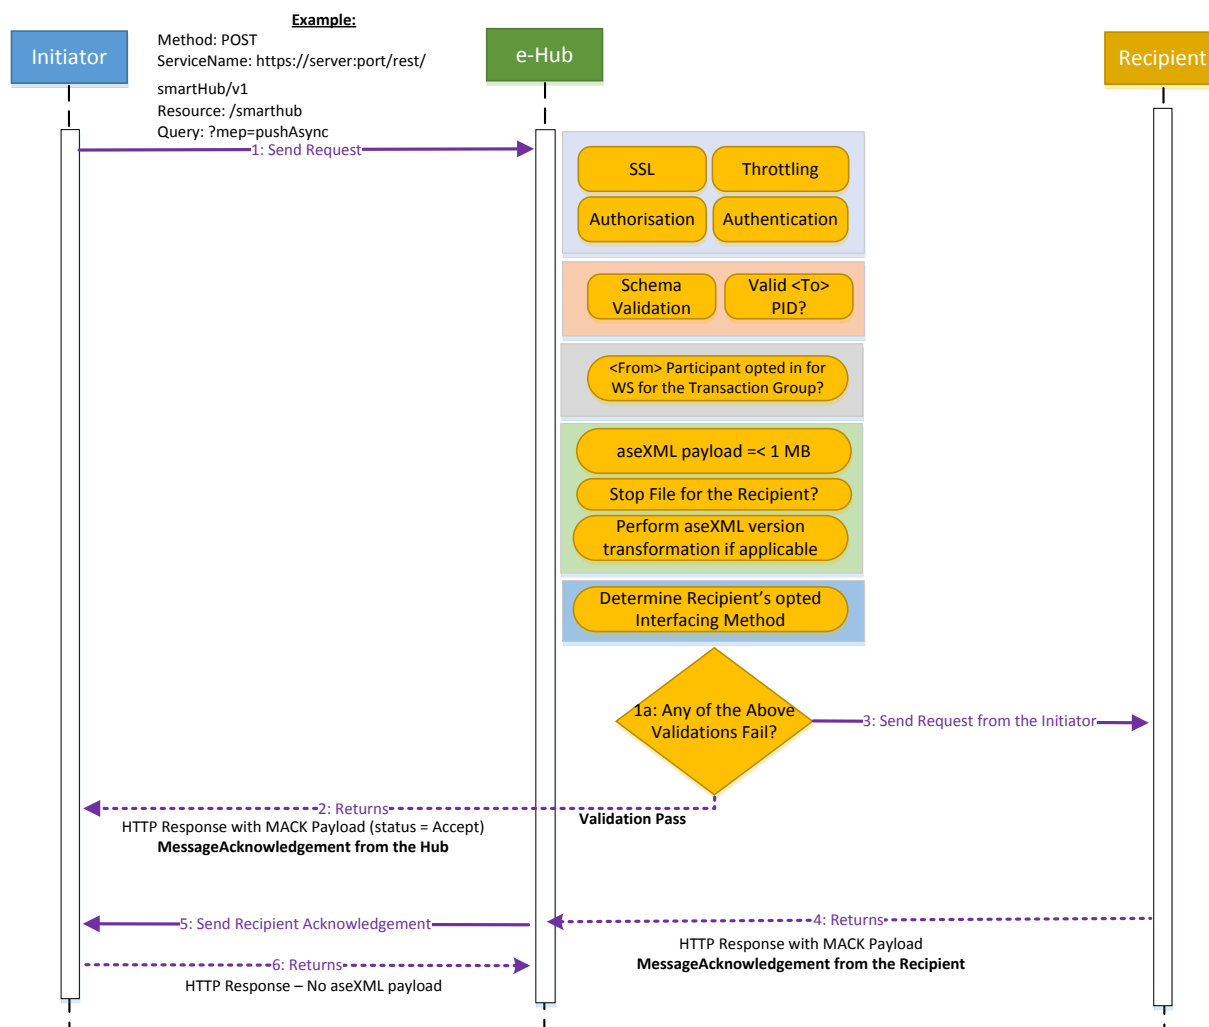 Example:
Method: POST
ServiceName: https://server:port/rest/
smartHub/v1
Resource: /smarthub
Query: ?mep=pushAsync
Initiator
e-Hub
Recipient
1: Send Request
SSL
Throttling
Authorisation
Authentication
Schema
Validation
Valid <To>
PID?
<From> Participant opted in for
WS for the Transaction Group?
aseXML payload =< 1 MB
Stop File for the Recipient?
Perform aseXML version
transformation if applicable
Determine Recipient’s opted
Interfacing Method
1a: Any of the Above
Validations Fail?
3: Send Request from the Initiator
2: Returns
HTTP Response with MACK Payload (status = Accept)
MessageAcknowledgement from the Hub
Validation Pass
5: Send Recipient Acknowledgement
4: Returns
HTTP Response with MACK Payload
MessageAcknowledgement from the Recipient
6: Returns
HTTP Response – No aseXML payload